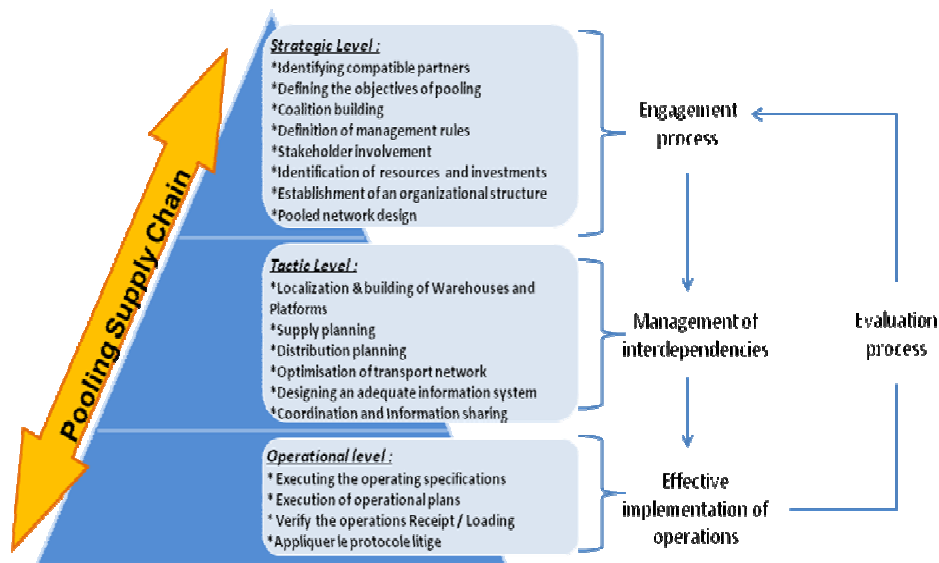 Pooling Supply Chain
Strategic Level :
*Identifying compatible partners
*Defining the objectives of pooling
*Coalition building
*Definition of management rules
*Stakeholder involvement
*Identification of resources and investments
*Establishment of an organizational structure
*Pooled network design
Engagement
process
Tactic Level :
*Localization & building of Warehouses and
Platforms
*Supply planning
*Distribution planning
*Optimisation of transport network
*Designing an adequate information system
*Coordination and Information sharing
Management of
interdependencies
Evaluation
process
Operational level :
* Executing the operating specifications
* Execution of operational plans
* Verify the operations Receipt / Loading
*Appliquer le protocole litige
Effective
implementation of
operations